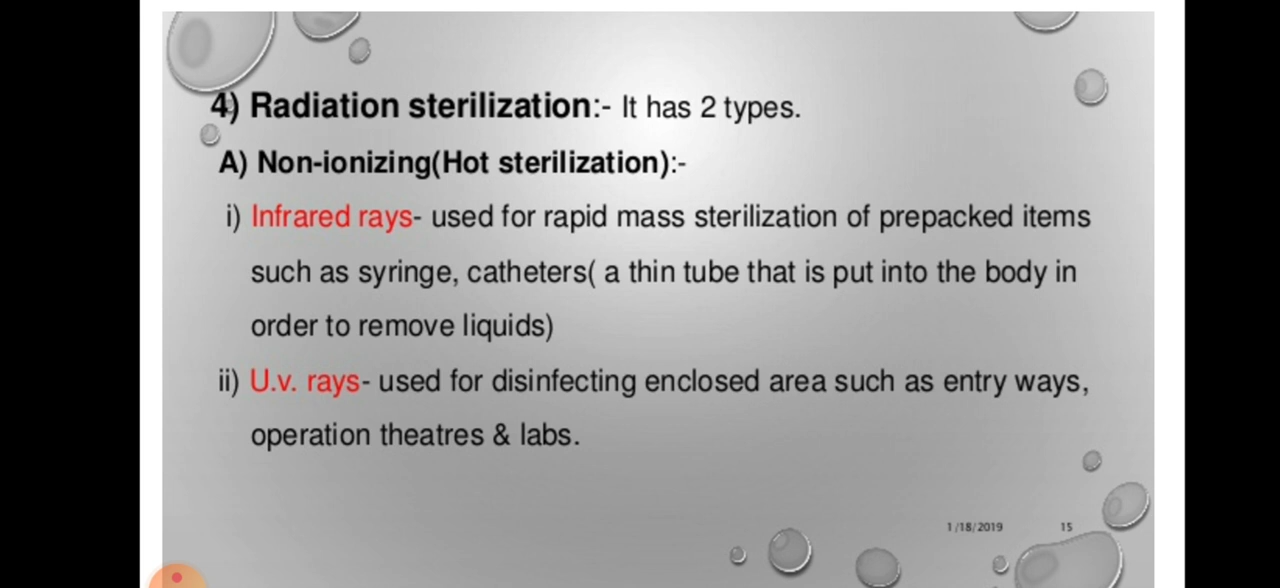 4) Radiation sterilization:- It has 2 types.
A) Non-ionizing(Hot sterilization):-
i) Infrared rays- used for rapid mass sterilization of prepacked items
such as syringe, catheters( a thin tube that is put into the body in
order to remove liquids)
ii) U.v. rays- used for disinfecting enclosed area such as entry ways,
operation theatres & labs.
1/18/2019 15